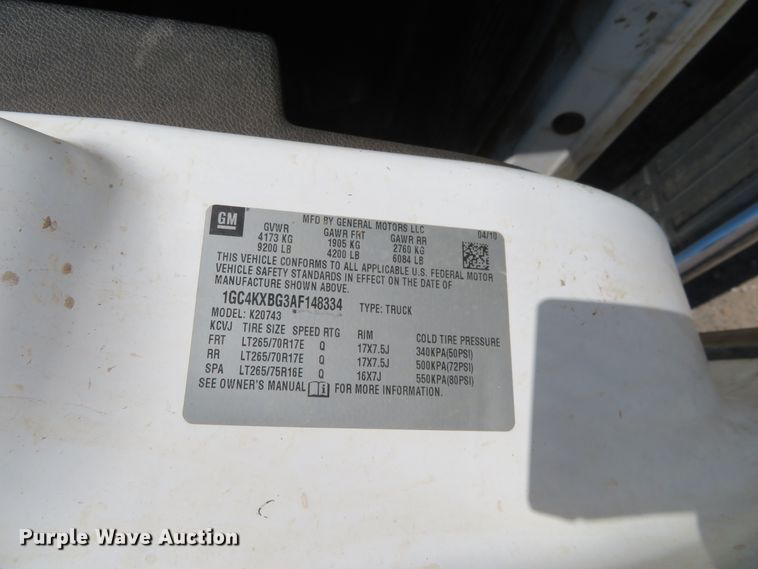 GM
MFD BY GENERAL MOTORS LLC
04/10
GVWR GAWR FRT GAWR RR
4173 KG 1905 KG 2760 KG
9200 LB 4200 LB 6084 LB
THIS VEHICLE CONFORMS TO ALL APPLICABLE U.S. FEDERAL MOTOR
VEHICLE SAFETY STANDARDS IN EFFECT ON THE DATE OF
MANUFACTURE SHOWN ABOVE.
1GC4KXBG3AF148334 TYPE: TRUCK
MODEL: K20743
KCVJ TIRE SIZE SPEED RTG RIM COLD TIRE PRESSURE
FRT LT265/70R17E Q 17X7.5J 340KPA(50PSI)
RR LT265/70R17E Q 17X7.5J 500KPA(72PSI)
SPA LT265/75R16E Q 16X7J 550KPA(80PSI)
SEE OWNER'S MANUAL FOR MORE INFORMATION.
Purple Wave Auction